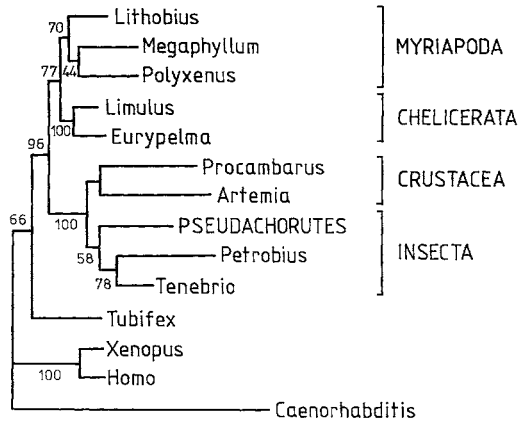 70 Lithobius
Megaphyllum
MYRIAPODA
77 44 Polyxenus
Limulus
CHELICERATA
100 Eurypelma
96
Procambarus
CRUSTACEA
Artemia
66 100 PSEUDACHORUTES
58 Petrobius INSECTA
78 Tenebrio
Tubifex
Xenopus
100 Homo
Caenorhabditis